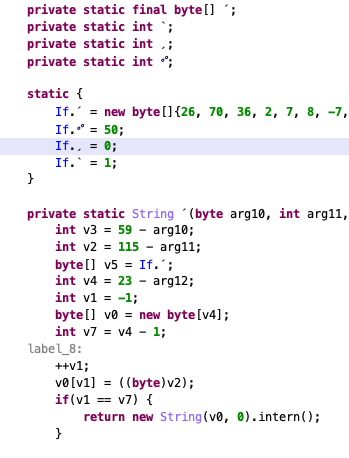 private static final byte[] ˊ;
private static int ˋ;
private static int ˏ;
private static int ᐝ;
static {
If.ˊ = new byte[]{26, 70, 36, 2, 7, 8, -7,
If.ᐝ = 50;
If.ˏ = 0;
If.ˋ = 1;
}
private static String ˊ(byte arg10, int arg11,
int v3 = 59 - arg10;
int v2 = 115 - arg11;
byte[] v5 = If.ˊ;
int v4 = 23 - arg12;
int v1 = -1;
byte[] v0 = new byte[v4];
int v7 = v4 - 1;
label_8:
++v1;
v0[v1] = ((byte)v2);
if(v1 == v7) {
return new String(v0, 0).intern();
}